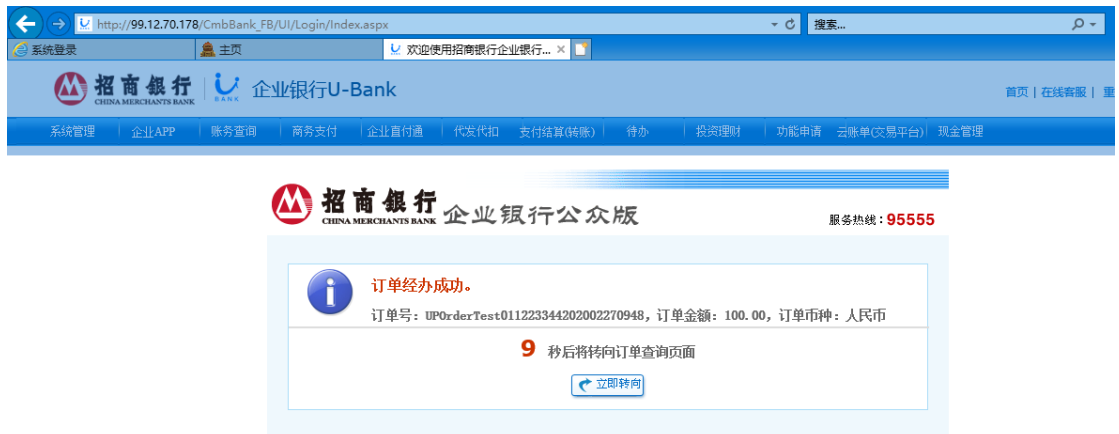 http://99.12.70.178/CmbBank_FB/UI/Login/Index.aspx 搜索...
系统登录 主页 欢迎使用招商银行企业银行...
招商银行 CHINA MERCHANTS BANK U BANK 企业银行U-Bank
首页 | 在线客服 | 重
系统管理 企业APP 账务查询 商务支付 企业直付通 代发代扣 支付结算(转账) 待办 投资理财 功能申请 云账单(交易平台) 现金管理
招商银行 企业银行公众版
CHINA MERCHANTS BANK
服务热线：95555
订单经办成功。
订单号：UPOrderTest011223344202002270948，订单金额：100.00，订单币种：人民币
9 秒后将转向订单查询页面
立即转向